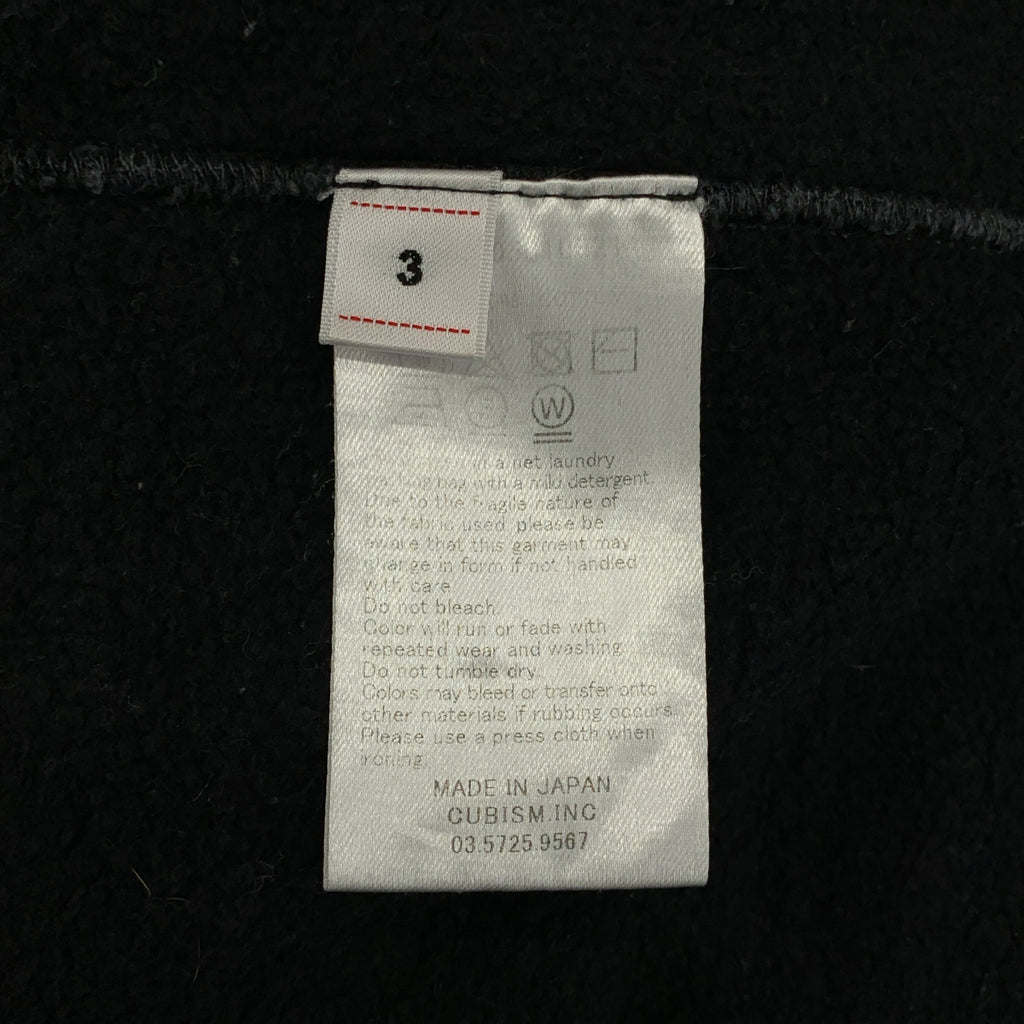 3
W
in a net laundry
bag with a mild detergent.
Due to the fragile nature of
the fabric used, please be
aware that this garment may
change in form if not handled
with care.
Do not bleach.
Color will run or fade with
repeated wear and washing.
Do not tumble dry.
Colors may bleed or transfer onto
other materials if rubbing occurs.
Please use a press cloth when
ironing.
MADE IN JAPAN
CUBISM.INC
03.5725.9567